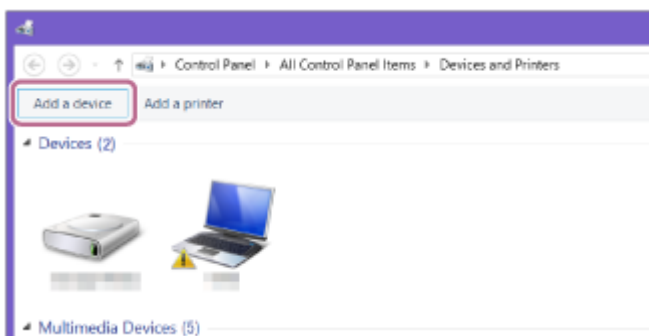 Control Panel All Control Panel Items Devices and Printers
Add a device Add a printer
Devices (2)
Multimedia Devices (5)